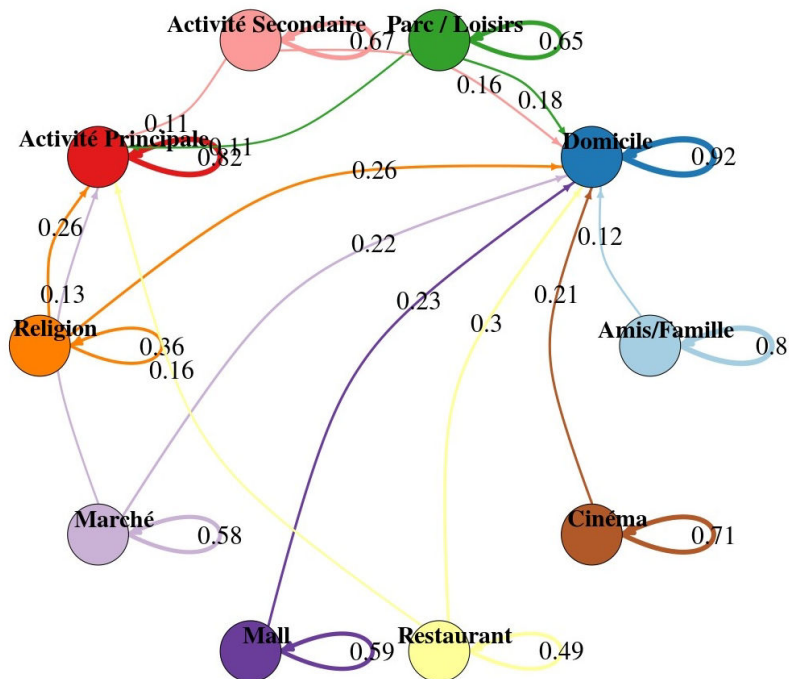 Activité Secondaire
Parc / Loisirs
0.67
0.65
0.16
0.18
0.11
Activité Principale
0.11
0.82
Domicile
0.92
0.26
0.26
0.22
0.12
0.13
0.23
0.21
0.3
Religion
0.36
0.16
Amis/Famille
0.8
Marché
0.58
Cinéma
0.71
Mall
0.59
Restaurant
0.49